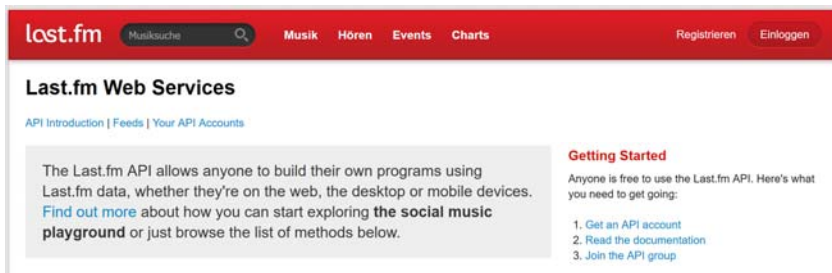 last.fm Musiksuche Musik Hören Events Charts Registrieren Einloggen
Last.fm Web Services
API Introduction | Feeds | Your API Accounts
The Last.fm API allows anyone to build their own programs using
Last.fm data, whether they're on the web, the desktop or mobile devices.
Find out more about how you can start exploring the social music
playground or just browse the list of methods below.
Getting Started
Anyone is free to use the Last.fm API. Here's what
you need to get going:
1. Get an API account
2. Read the documentation
3. Join the API group